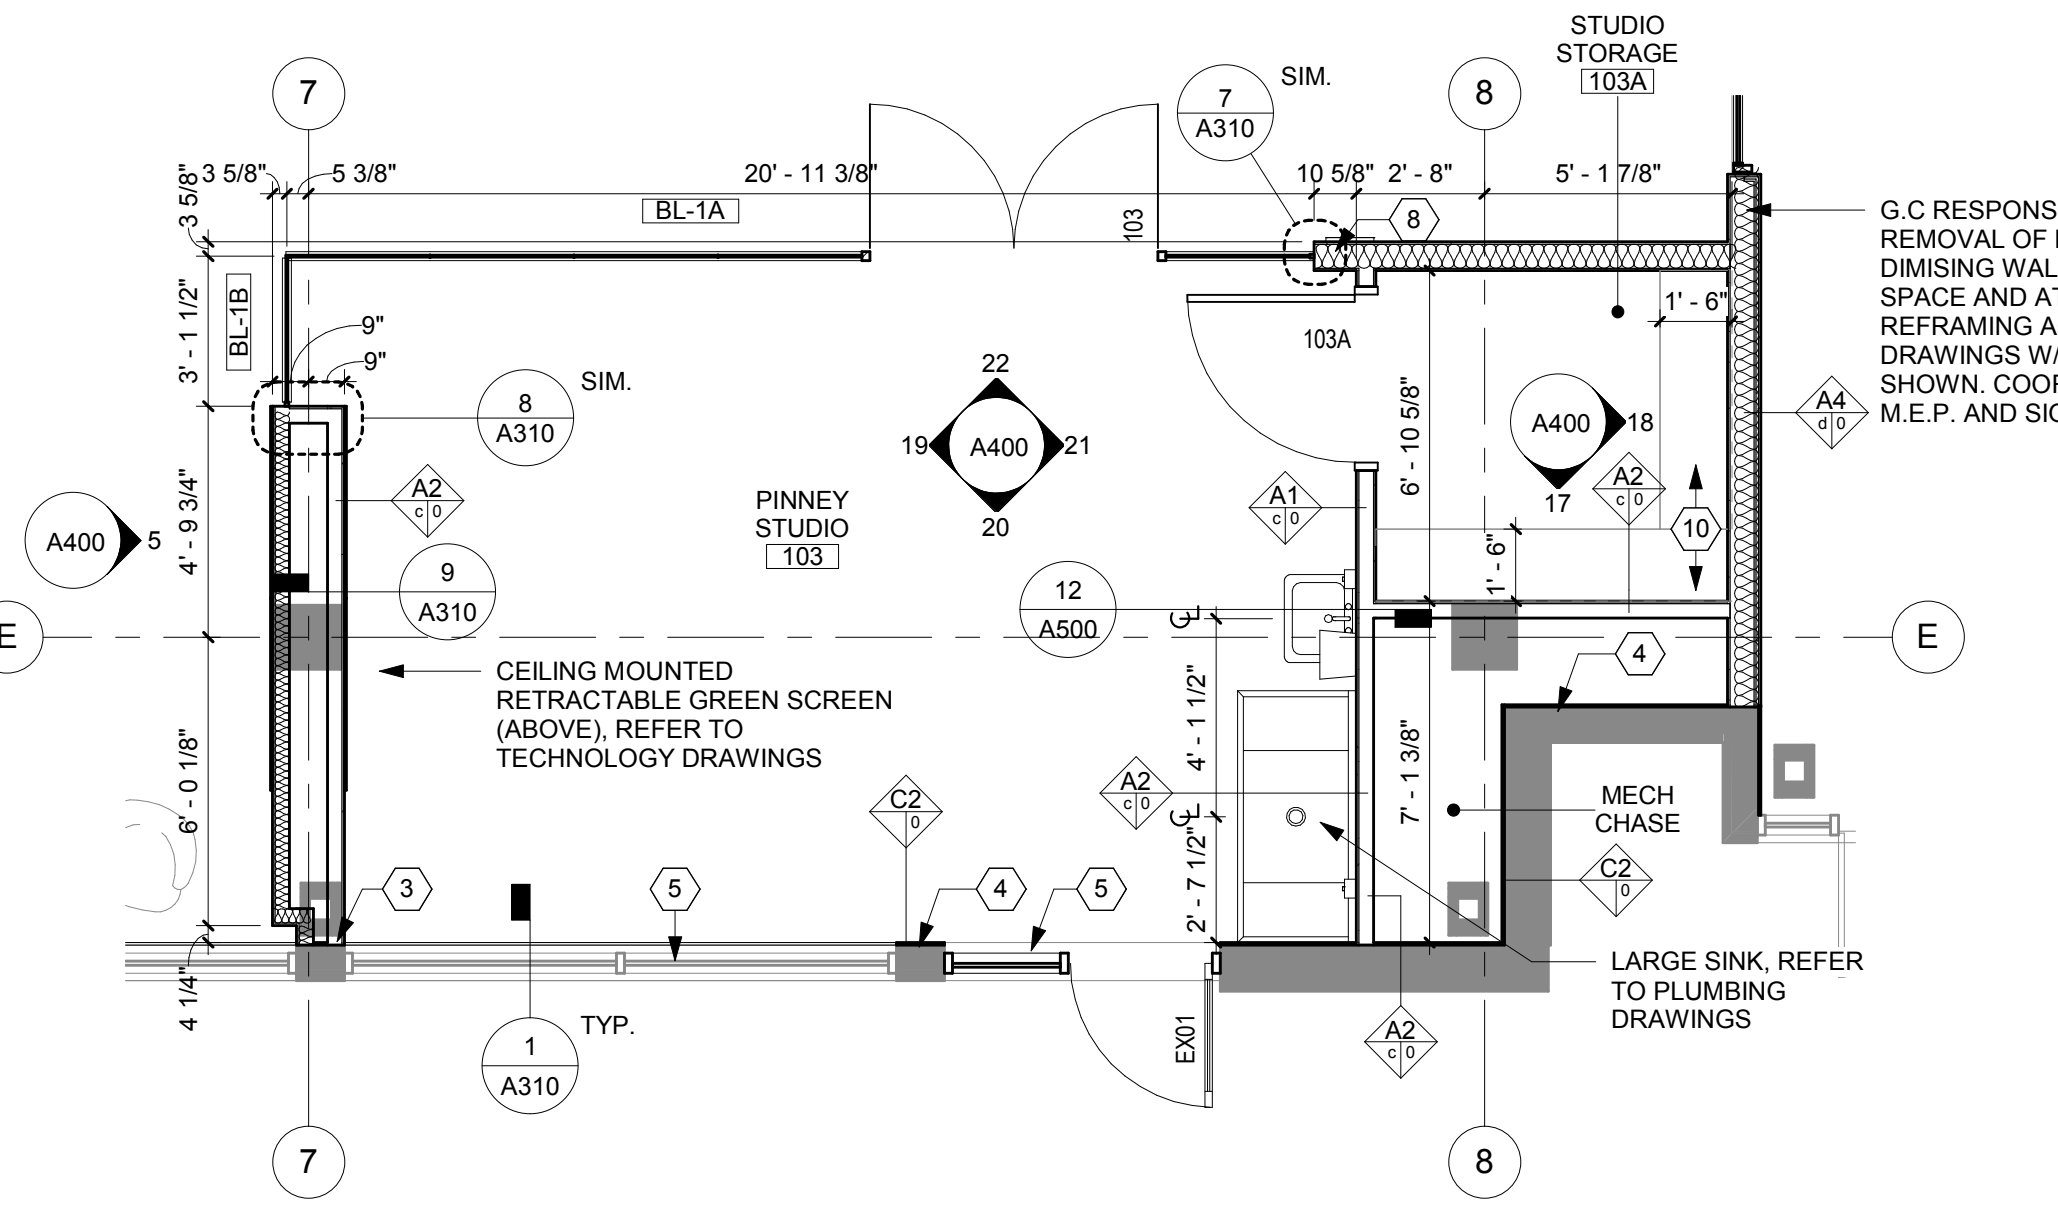 STUDIO
STORAGE
103A
7
SIM.
7
A310
8
3 5/8"
5 3/8"
20' - 11 3/8"
10 5/8"
2' - 8"
5' - 1 7/8"
3 5/8"
BL-1A
103
8
G.C RESPONS
REMOVAL OF
DIMISING WAL
SPACE AND AT
REFRAMING A
DRAWINGS W/
SHOWN. COOR
M.E.P. AND SIG
3' - 1 1/2"
BL-1B
9"
9"
103A
1' - 6"
8
A310
SIM.
22
19
A400
21
20
6' - 10 5/8"
A400
18
17
A4
d 0
A2
c 0
A1
c 0
A2
c 0
10
4' - 9 3/4"
A400
5
PINNEY
STUDIO
103
1' - 6"
9
A310
12
A500
CL
E
E
4
CEILING MOUNTED
RETRACTABLE GREEN SCREEN
(ABOVE), REFER TO
TECHNOLOGY DRAWINGS
4' - 1 1/2"
6' - 0 1/8"
C2
0
A2
c 0
CL
7' - 1 3/8"
MECH
CHASE
2' - 7 1/2"
3
5
4
5
C2
0
LARGE SINK, REFER
TO PLUMBING
DRAWINGS
4 1/4"
1
A310
TYP.
EX01
A2
c 0
7
8